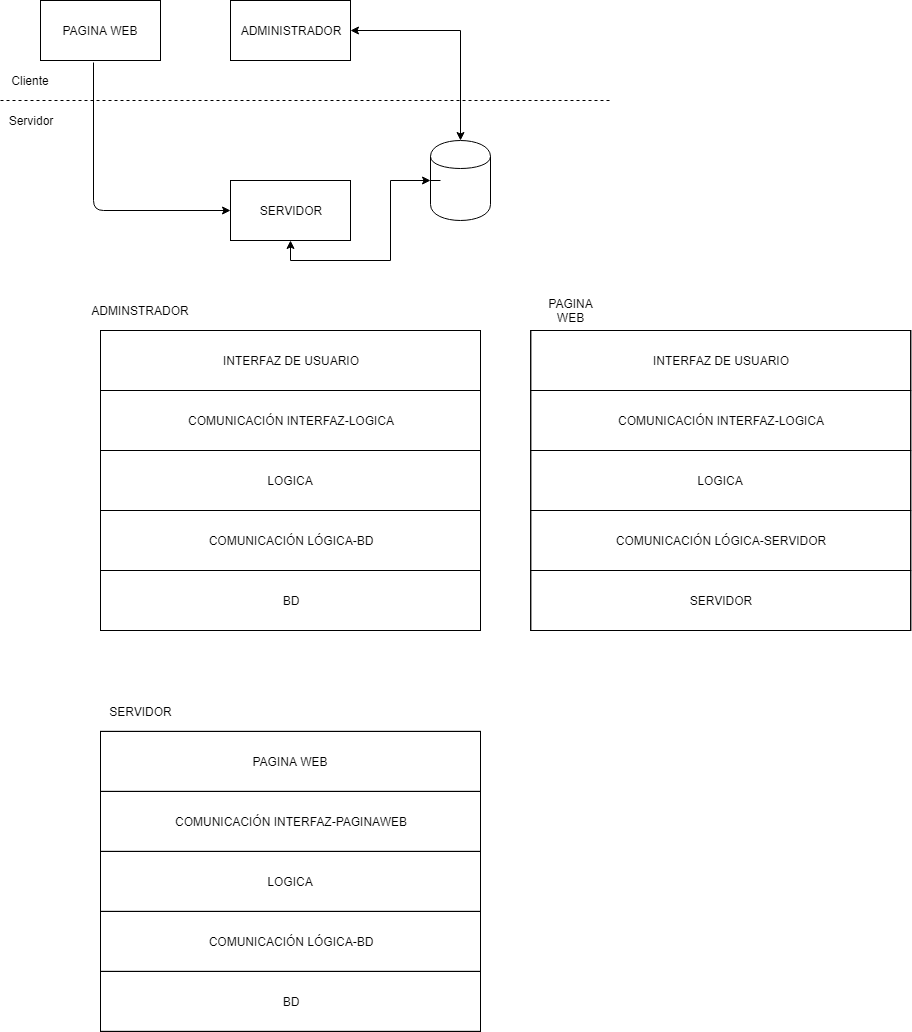 PAGINA WEB
ADMINISTRADOR
Cliente
Servidor
SERVIDOR
ADMINSTRADOR
INTERFAZ DE USUARIO
COMUNICACIÓN INTERFAZ-LOGICA
LOGICA
COMUNICACIÓN LÓGICA-BD
BD
PAGINA
WEB
INTERFAZ DE USUARIO
COMUNICACIÓN INTERFAZ-LOGICA
LOGICA
COMUNICACIÓN LÓGICA-SERVIDOR
SERVIDOR
SERVIDOR
PAGINA WEB
COMUNICACIÓN INTERFAZ-PAGINAWEB
LOGICA
COMUNICACIÓN LÓGICA-BD
BD